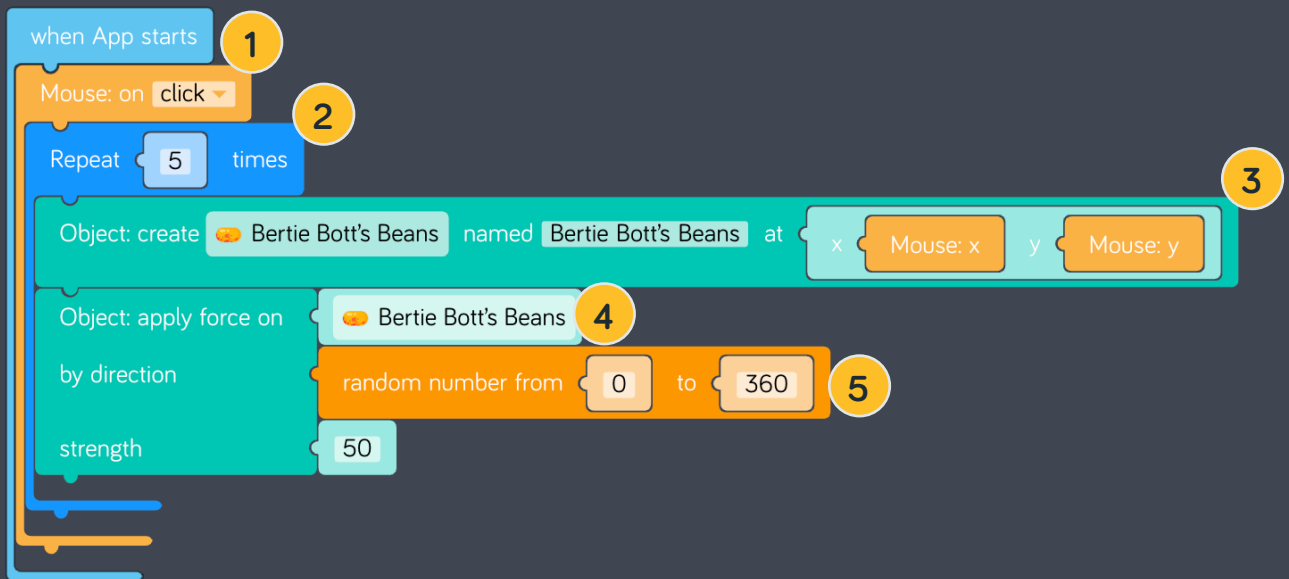 when App starts 1
Mouse: on click
2
Repeat 5 times
3
Object: create Bertie Bott’s Beans named Bertie Bott’s Beans at x Mouse: x y Mouse: y
Object: apply force on Bertie Bott’s Beans 4
by direction random number from 0 to 360 5
strength 50